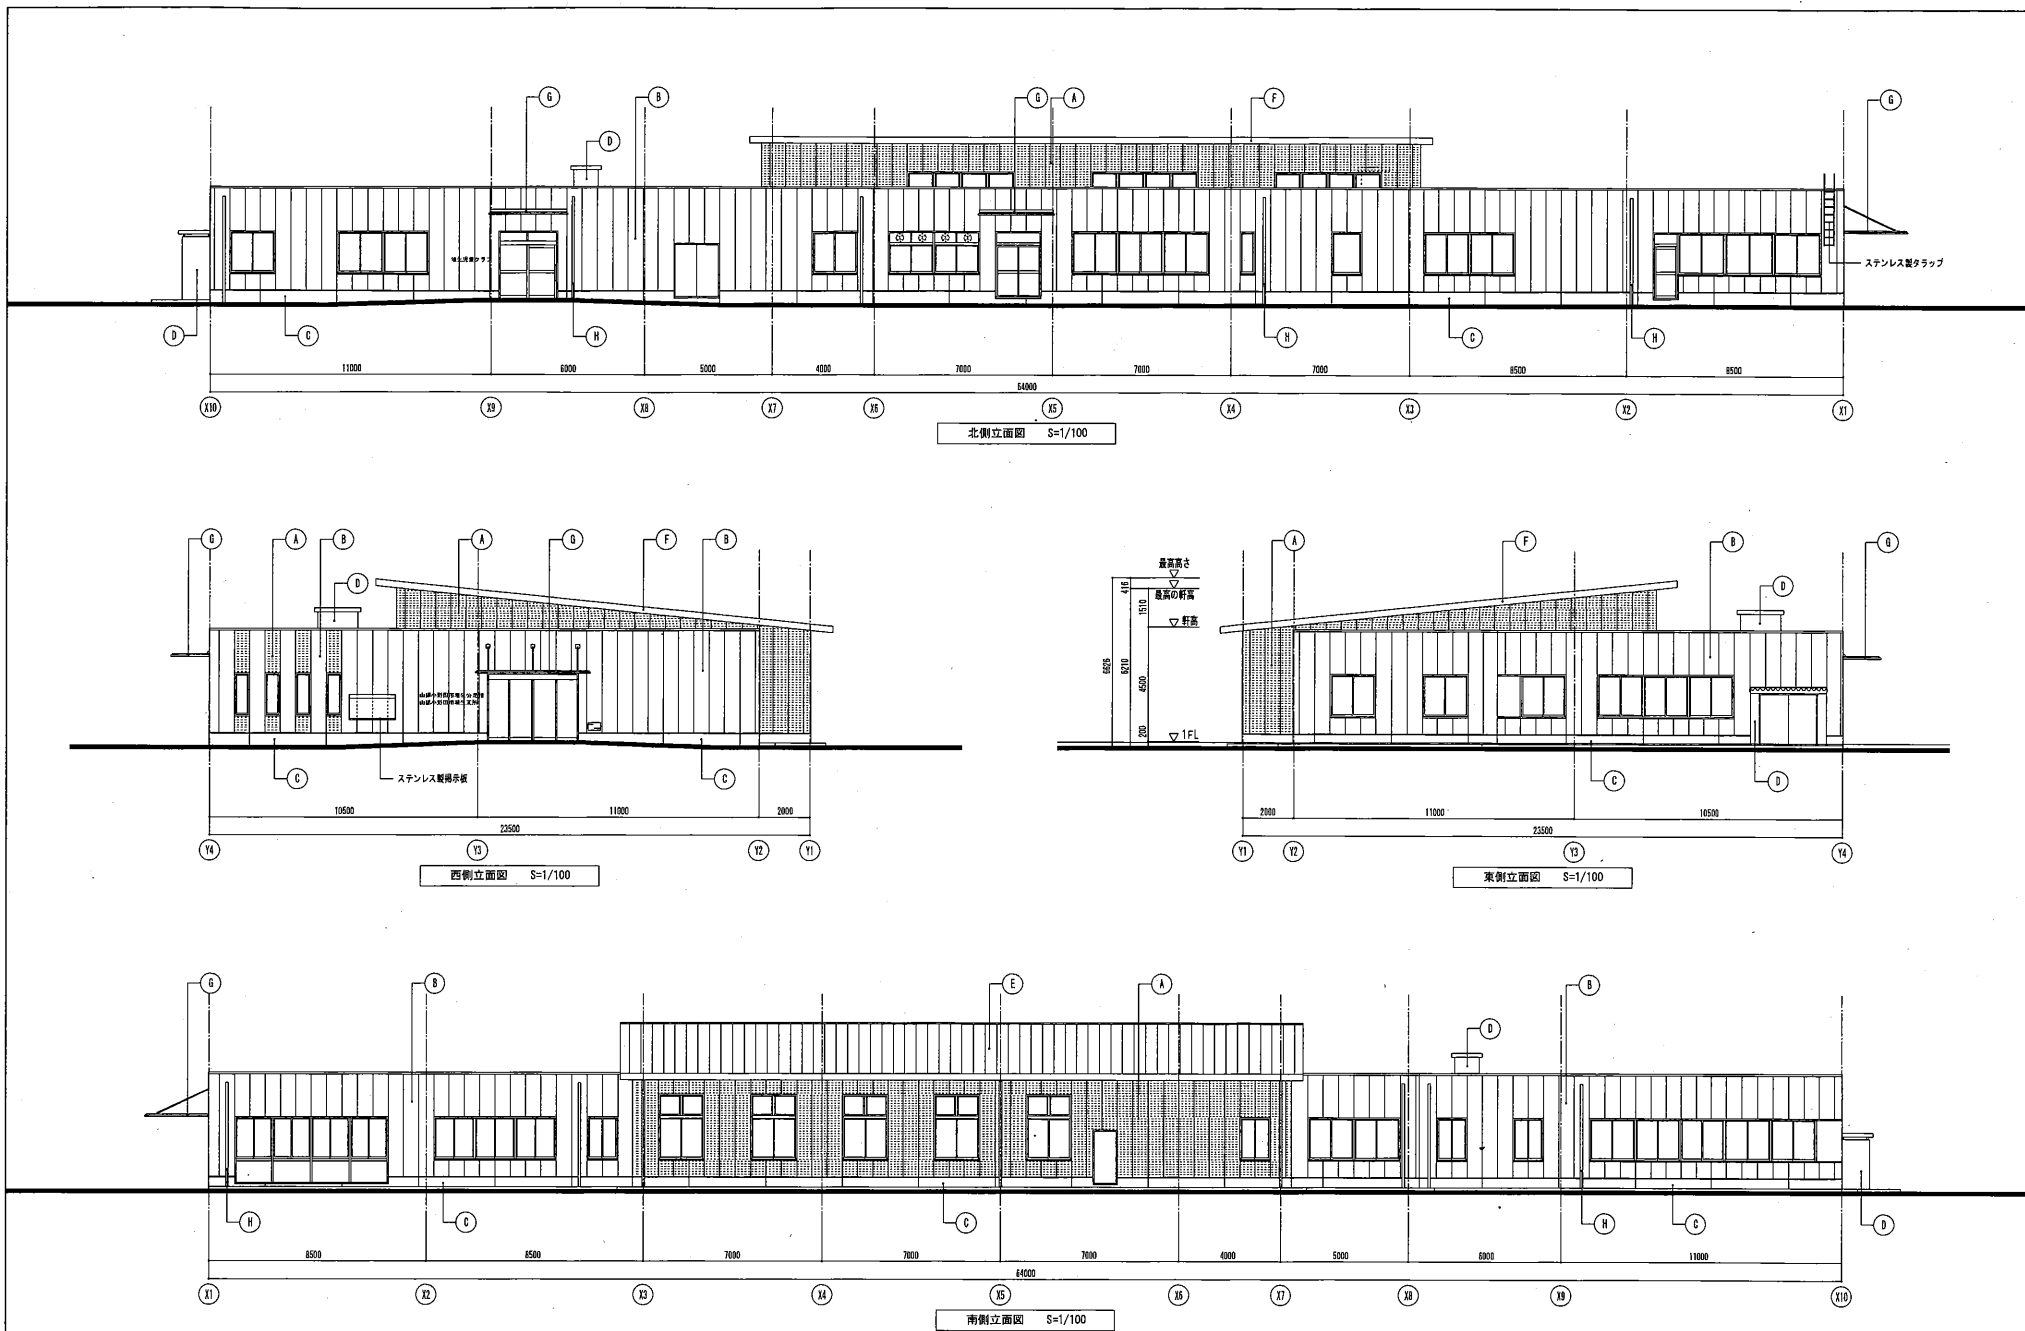 G B G A F G
D
ステンレス製タラップ
D C H H C H
11000 6000 5000 4000 7000 7000 7000 8500 8500
64000
X10 X9 X8 X7 X6 X5 X4 X3 X2 X1
北側立面図 S=1/100
G A B A G F B
D
C ステンレス製掲示板 C
10500 11000 2000
23500
Y4 Y3 Y2 Y1
西側立面図 S=1/100
A F B G
最高高さ
D
416
最高の軒高
1510
軒高
6626 6210 4500
200
1FL
C D
2000 11000 10500
23500
Y1 Y2 Y3 Y4
東側立面図 S=1/100
G B E A B
D
H C C H C D
8500 8500 7000 7000 7000 4000 5000 6000 11000
64000
X1 X2 X3 X4 X5 X6 X7 X8 X9 X10
南側立面図 S=1/100